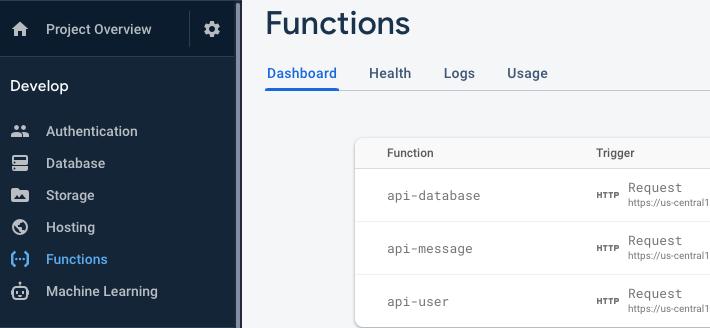 Project Overview
Develop
Authentication
Database
Storage
Hosting
Functions
Machine Learning
Functions
Dashboard Health Logs Usage
Function Trigger
api-database HTTP Request
https://us-central1
api-message HTTP Request
https://us-central1
api-user HTTP Request
https://us-central1